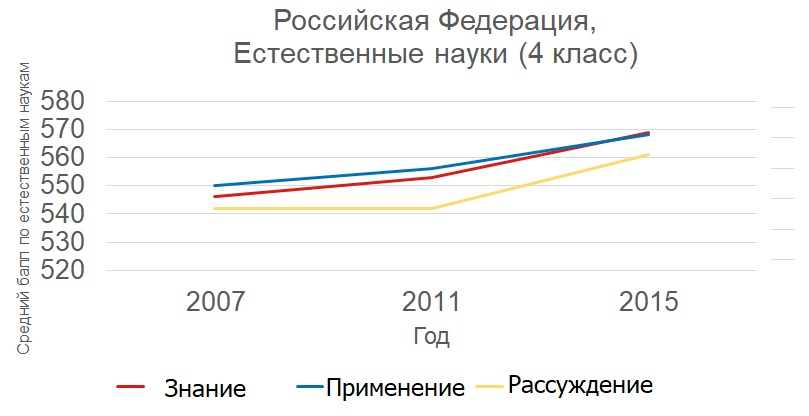 Российская Федерация,
Естественные науки (4 класс)
Средний балл по естественным наукам
580
570
560
550
540
530
520
2007 2011 2015
Год
Знание Применение Рассуждение